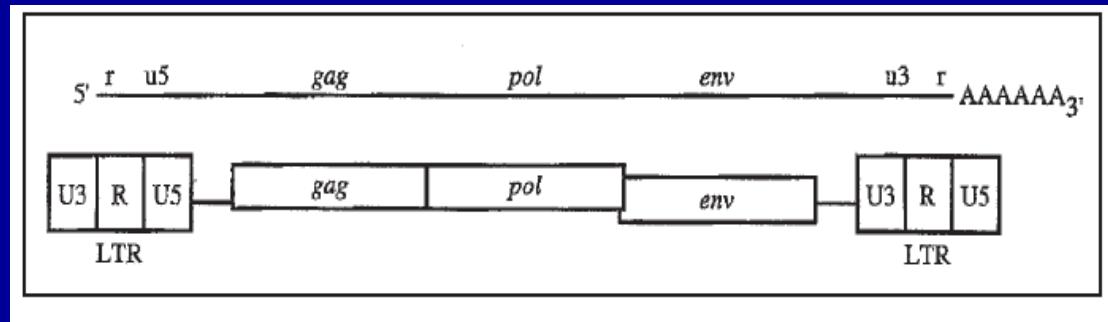 5' r u5 gag pol env u3 r AAAAAA3'
U3 R U5 gag pol env U3 R U5
LTR LTR